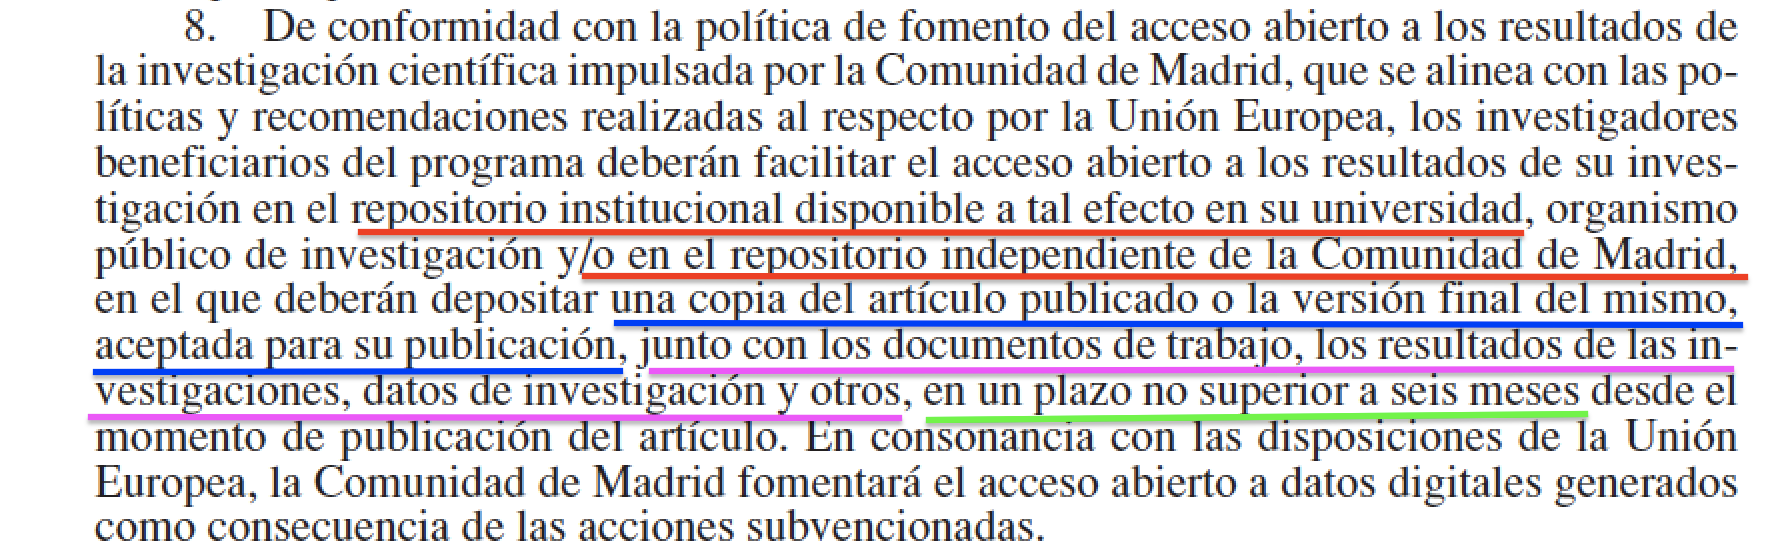 8. De conformidad con la política de fomento del acceso abierto a los resultados de
la investigación científica impulsada por la Comunidad de Madrid, que se alinea con las po-
líticas y recomendaciones realizadas al respecto por la Unión Europea, los investigadores
beneficiarios del programa deberán facilitar el acceso abierto a los resultados de su inves-
tigación en el repositorio institucional disponible a tal efecto en su universidad, organismo
público de investigación y/o en el repositorio independiente de la Comunidad de Madrid,
en el que deberán depositar una copia del artículo publicado o la versión final del mismo,
aceptada para su publicación, junto con los documentos de trabajo, los resultados de las in-
vestigaciones, datos de investigación y otros, en un plazo no superior a seis meses desde el
momento de publicación del artículo. En consonancia con las disposiciones de la Unión
Europea, la Comunidad de Madrid fomentará el acceso abierto a datos digitales generados
como consecuencia de las acciones subvencionadas.